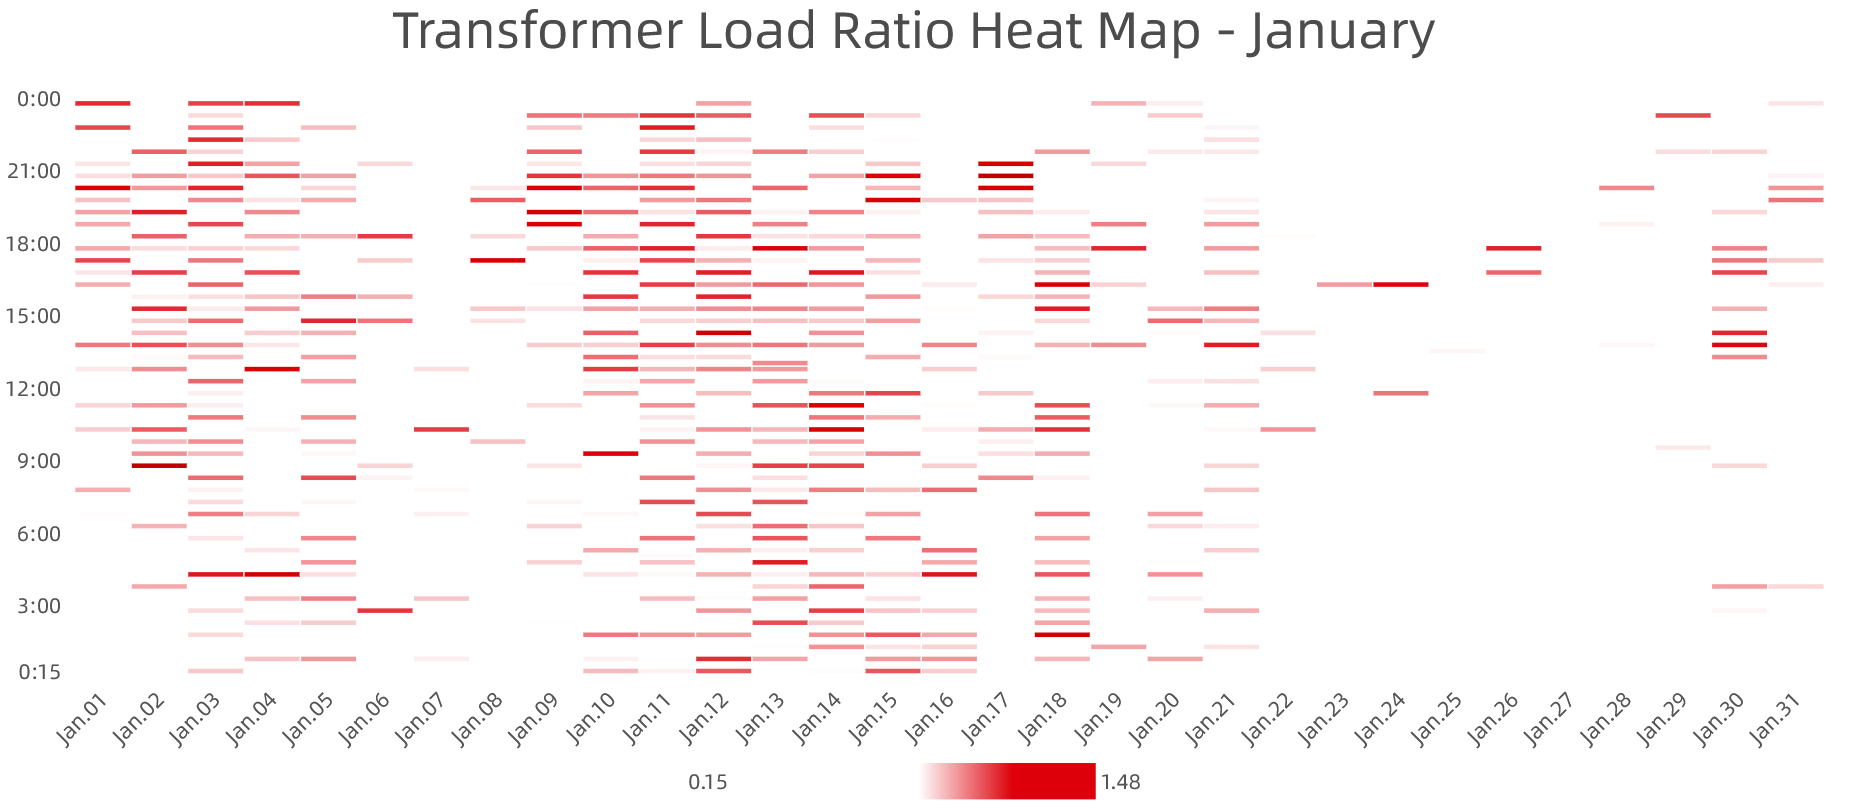 Transformer Load Ratio Heat Map - January
0:00
21:00
18:00
15:00
12:00
9:00
6:00
3:00
0:15
Jan.01
Jan.02
Jan.03
Jan.04
Jan.05
Jan.06
Jan.07
Jan.08
Jan.09
Jan.10
Jan.11
Jan.12
Jan.13
Jan.14
Jan.15
Jan.16
Jan.17
Jan.18
Jan.19
Jan.20
Jan.21
Jan.22
Jan.23
Jan.24
Jan.25
Jan.26
Jan.27
Jan.28
Jan.29
Jan.30
Jan.31
0.15
1.48